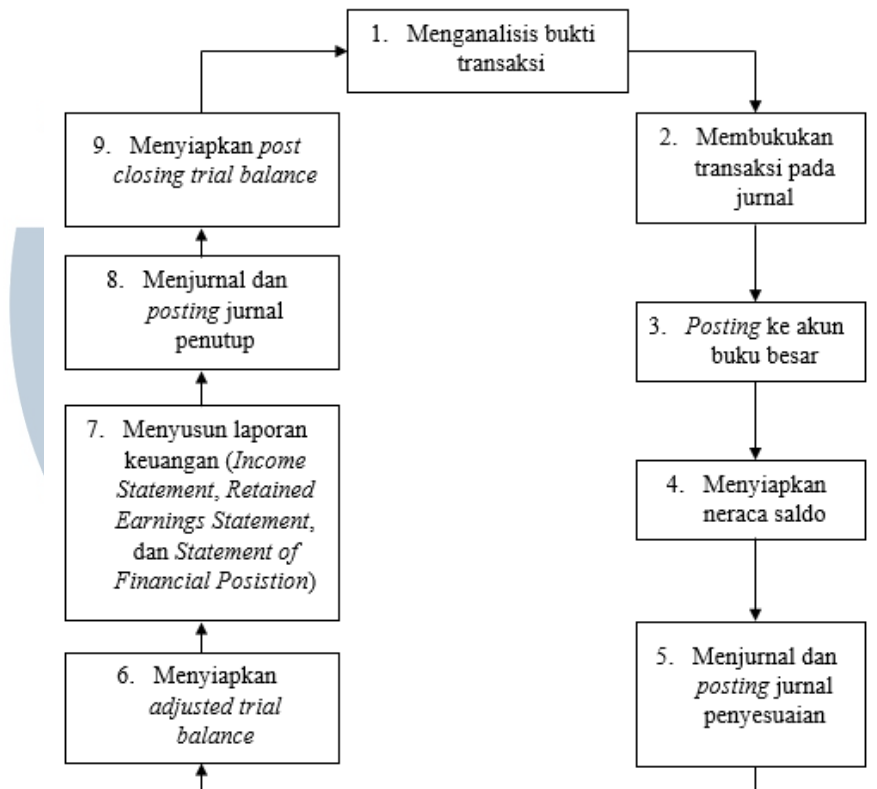 1. Menganalisis bukti
transaksi
2. Membukukan
transaksi pada
jurnal
3. Posting ke akun
buku besar
4. Menyiapkan
neraca saldo
5. Menjurnal dan
posting jurnal
penyesuaian
6. Menyiapkan
adjusted trial
balance
7. Menyusun laporan
keuangan (Income
Statement, Retained
Earnings Statement,
dan Statement of
Financial Posistion)
8. Menjurnal dan
posting jurnal
penutup
9. Menyiapkan post
closing trial balance